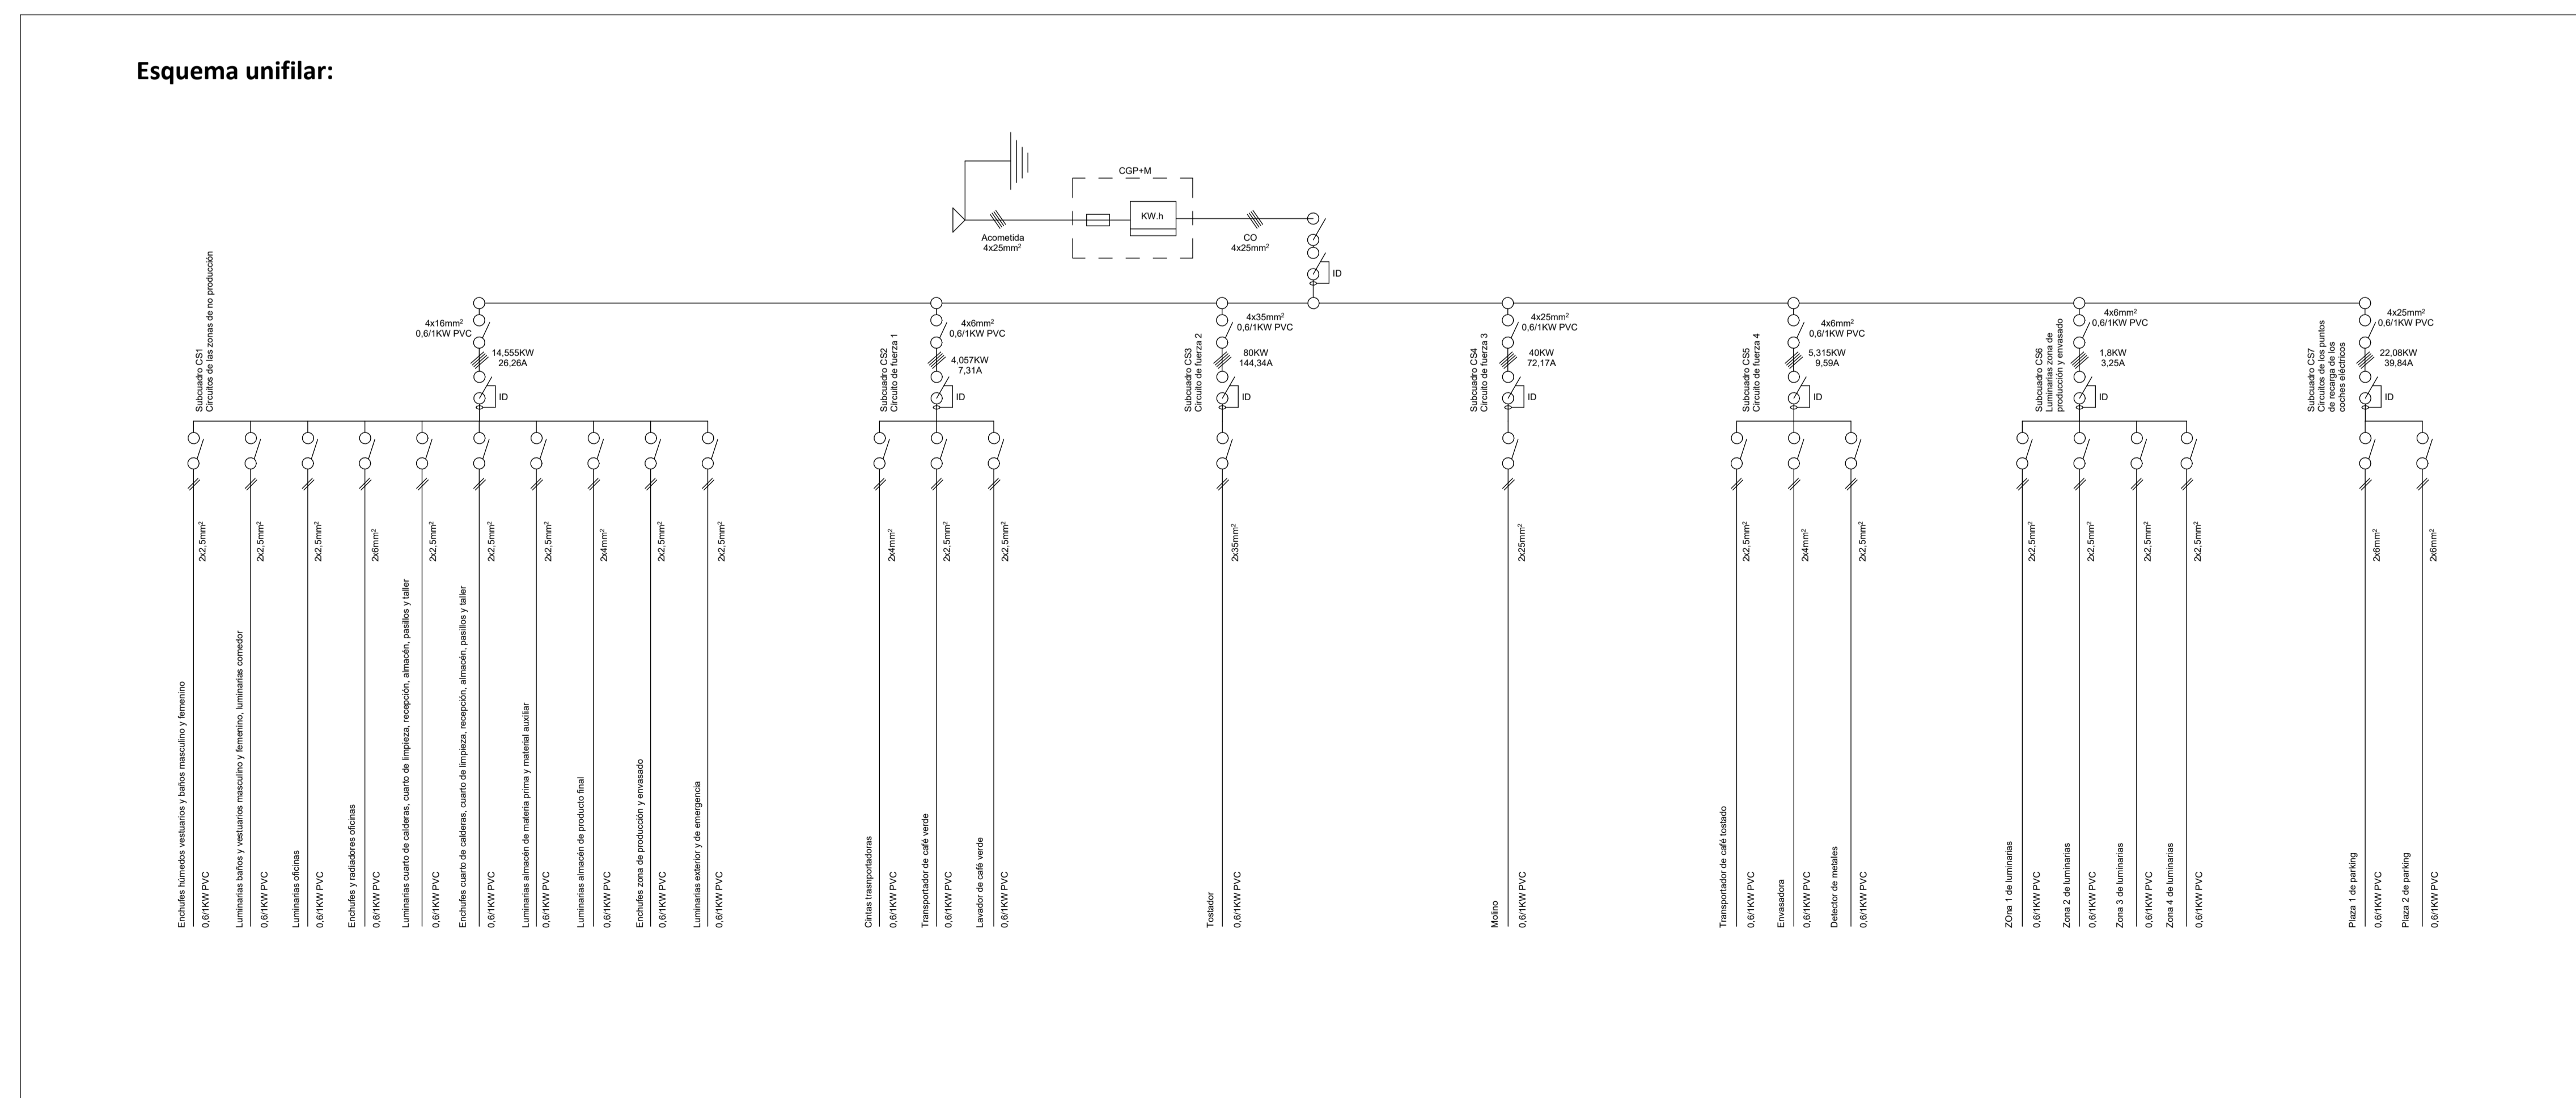 Esquema unifilar:
CGP+M
KW.h
Acometida
4x25mm²
CO
4x25mm²
ID
Subcuadro CS1
Circuitos de las zonas de no producción
4x16mm²
0,6/1KW PVC
14,555KW
26,26A
ID
Subcuadro CS2
Circuito de fuerza 1
4x6mm²
0,6/1KW PVC
4,057KW
7,31A
ID
Subcuadro CS3
Circuito de fuerza 2
4x35mm²
0,6/1KW PVC
80KW
144,34A
ID
Subcuadro CS4
Circuito de fuerza 3
4x25mm²
0,6/1KW PVC
40KW
72,17A
ID
Subcuadro CS5
Circuito de fuerza 4
4x6mm²
0,6/1KW PVC
5,315KW
9,59A
ID
Subcuadro CS6
Luminarias zona de
producción y envasado
4x6mm²
0,6/1KW PVC
1,8KW
3,25A
ID
Subcuadro CS7
Circuitos de los puntos
de recarga de los
coches eléctricos
4x25mm²
0,6/1KW PVC
22,08KW
39,84A
ID
Enchufes húmedos vestuarios y baños masculino y femenino
2x2,5mm²
0,6/1KW PVC
Luminarias baños y vestuarios masculino y femenino, luminarias comedor
2x2,5mm²
0,6/1KW PVC
Luminarias oficinas
2x2,5mm²
0,6/1KW PVC
Enchufes y radiadores oficinas
2x6mm²
0,6/1KW PVC
Luminarias cuarto de calderas, cuarto de limpieza, recepción, almacén, pasillos y taller
2x2,5mm²
0,6/1KW PVC
Enchufes cuarto de calderas, cuarto de limpieza, recepción, almacén, pasillos y taller
2x2,5mm²
0,6/1KW PVC
Luminarias almacén de materia prima y material auxiliar
2x2,5mm²
0,6/1KW PVC
Luminarias almacén de producto final
2x4mm²
0,6/1KW PVC
Enchufes zona de producción y envasado
2x2,5mm²
0,6/1KW PVC
Luminarias exterior y de emergencia
2x2,5mm²
0,6/1KW PVC
Cintas trasnportadoras
2x4mm²
0,6/1KW PVC
Transportador de café verde
2x2,5mm²
0,6/1KW PVC
Lavador de café verde
2x2,5mm²
0,6/1KW PVC
Tostador
2x35mm²
0,6/1KW PVC
Molino
2x25mm²
0,6/1KW PVC
Transportador de café tostado
2x2,5mm²
0,6/1KW PVC
Envasadora
2x4mm²
0,6/1KW PVC
Detector de metales
2x2,5mm²
0,6/1KW PVC
ZOna 1 de luminarias
2x2,5mm²
0,6/1KW PVC
Zona 2 de luminarias
2x2,5mm²
0,6/1KW PVC
Zona 3 de luminarias
2x2,5mm²
0,6/1KW PVC
Zona 4 de luminarias
2x2,5mm²
0,6/1KW PVC
Plaza 1 de parking
2x6mm²
0,6/1KW PVC
Plaza 2 de parking
2x6mm²
0,6/1KW PVC